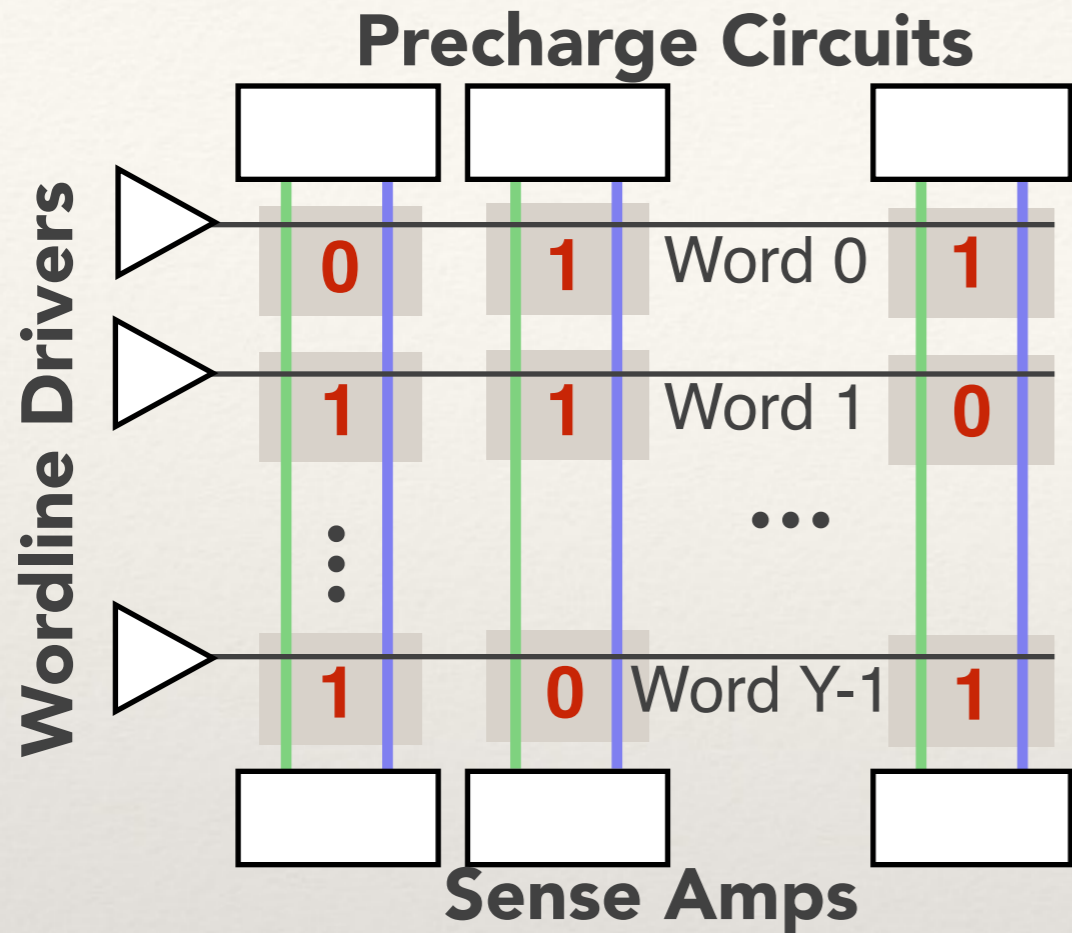 Precharge Circuits
Wordline Drivers
0 1 Word 0 1
1 1 Word 1 0
1 0 Word Y-1 1
Sense Amps